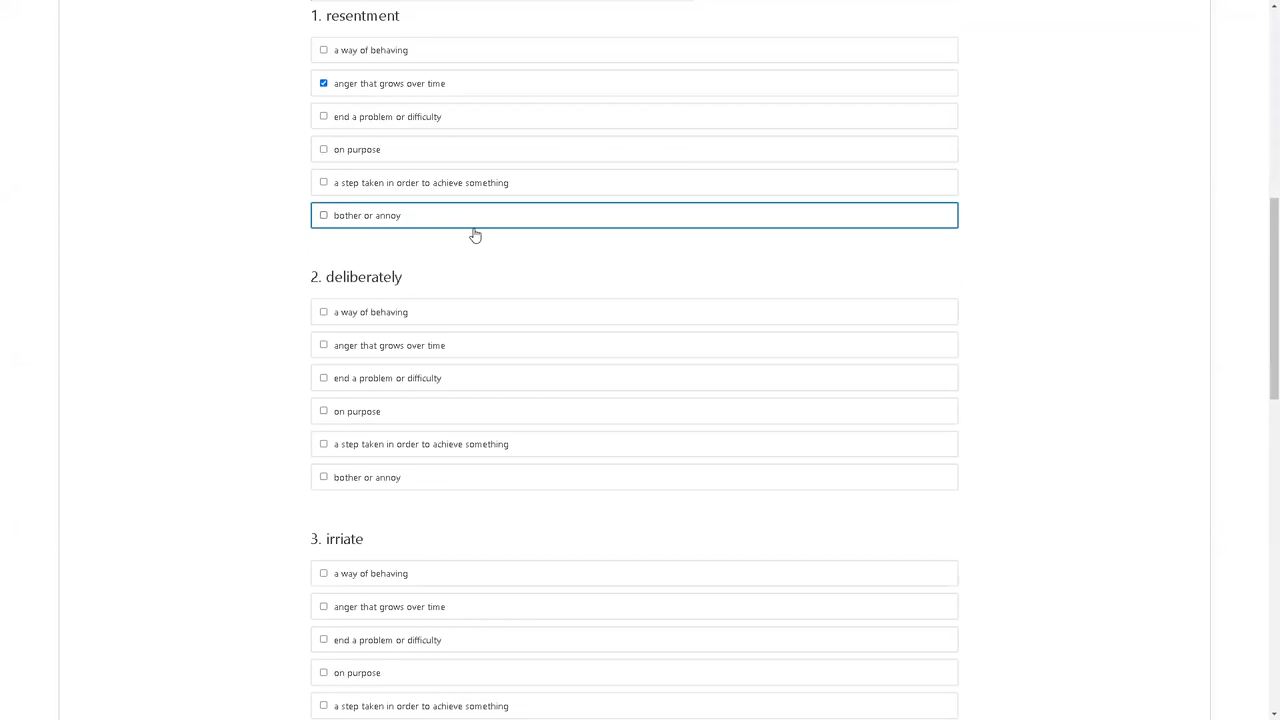 1. resentment
a way of behaving
anger that grows over time
end a problem or difficulty
on purpose
a step taken in order to achieve something
bother or annoy
2. deliberately
a way of behaving
anger that grows over time
end a problem or difficulty
on purpose
a step taken in order to achieve something
bother or annoy
3. irriate
a way of behaving
anger that grows over time
end a problem or difficulty
on purpose
a step taken in order to achieve something